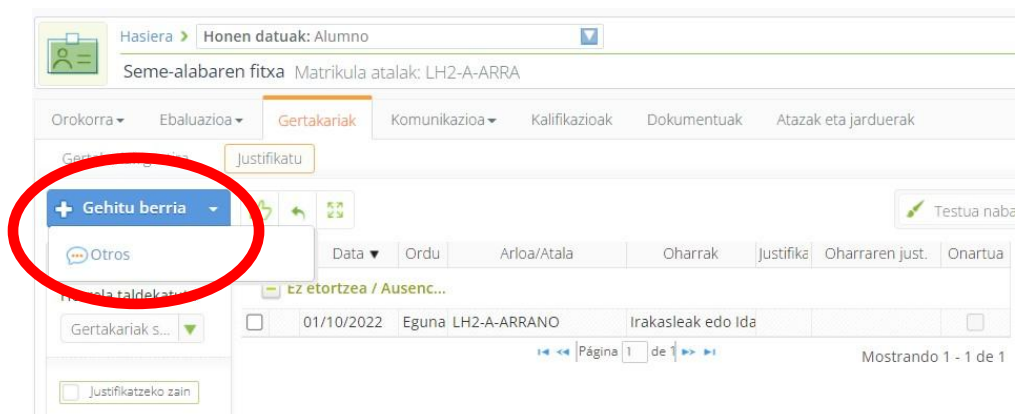 Hasiera > Honen datuak: Alumno
Seme-alabaren fitxa Matrikula atalak: LH2-A-ARRA
Orokorra Ebaluazioa Gertakariak Komunikazioa Kalifikazioak Dokumentuak Atazak eta jarduerak
Justifikatu
Gehitu berria Testua naba
Otros
Data Ordu Arloa/Atala Oharrak Justifika Oharraren just. Onartua
Ez etortzea / Ausenc...
01/10/2022 Eguna LH2-A-ARRANO Irakasleak edo Ida
Gertakariak s...
Página 1 de 1 Mostrando 1 - 1 de 1
Justifikatzeko zain